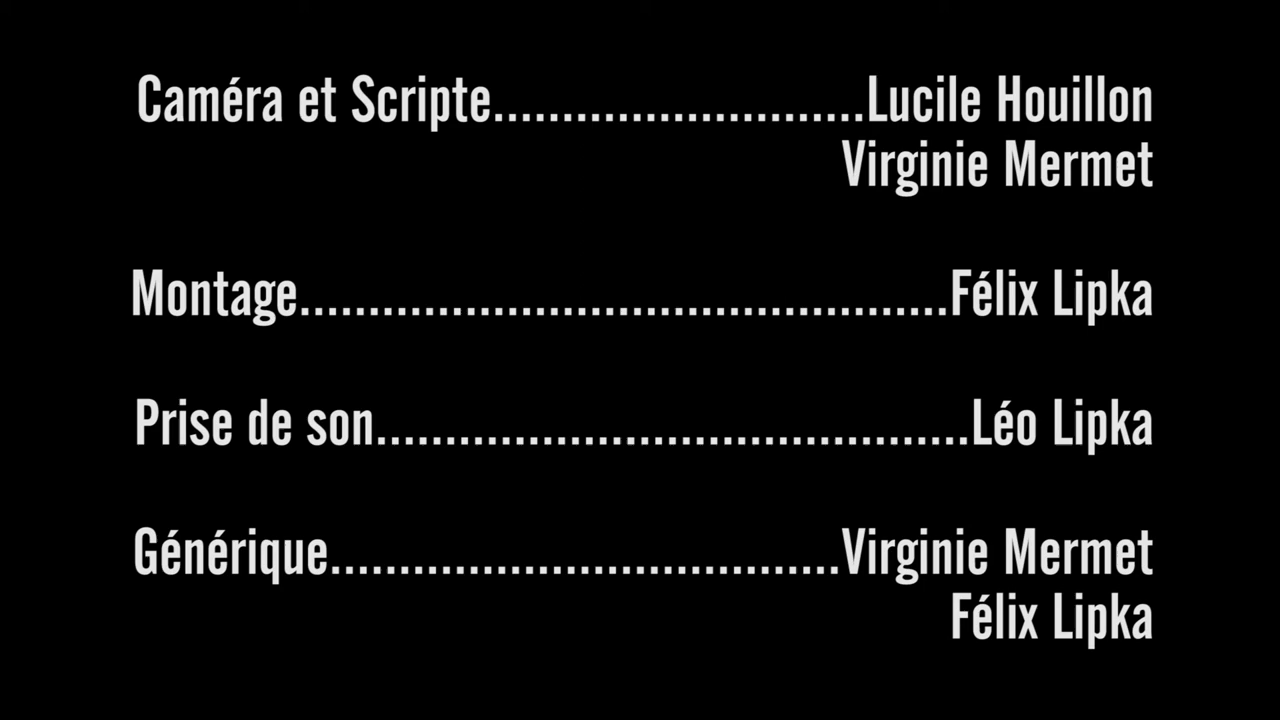 Caméra et Scripte...........................Lucile Houillon
Virginie Mermet
Montage...............................................Félix Lipka
Prise de son...........................................Léo Lipka
Générique.....................................Virginie Mermet
Félix Lipka